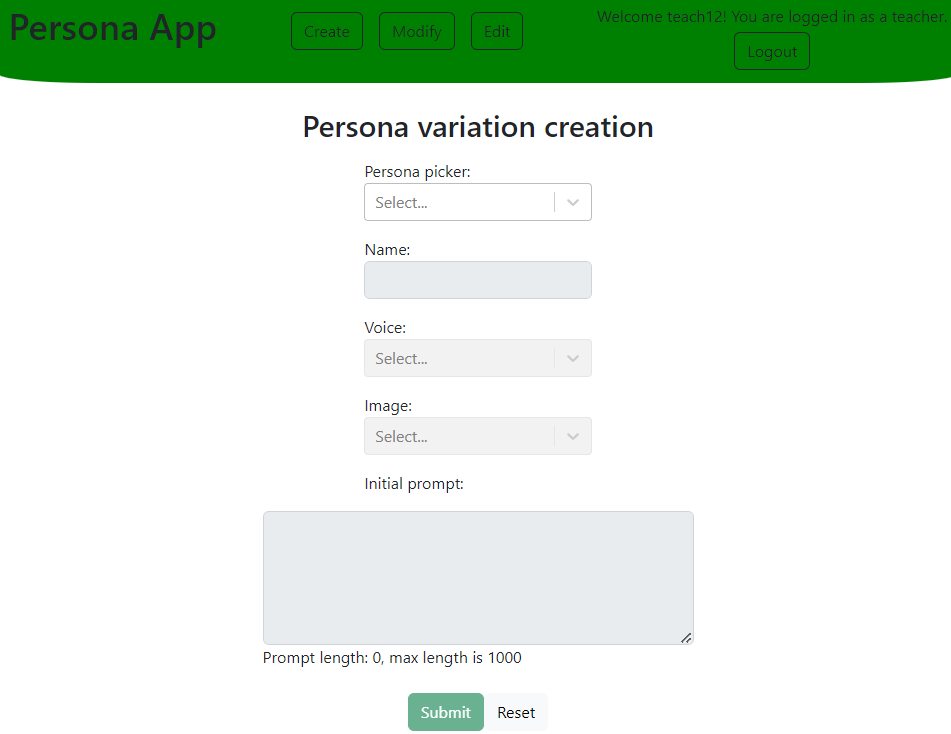 Persona App
Create
Modify
Edit
Welcome teach12! You are logged in as a teacher.
Logout
Persona variation creation
Persona picker:
Select...
Name:
Voice:
Select...
Image:
Select...
Initial prompt:
Prompt length: 0, max length is 1000
Submit
Reset